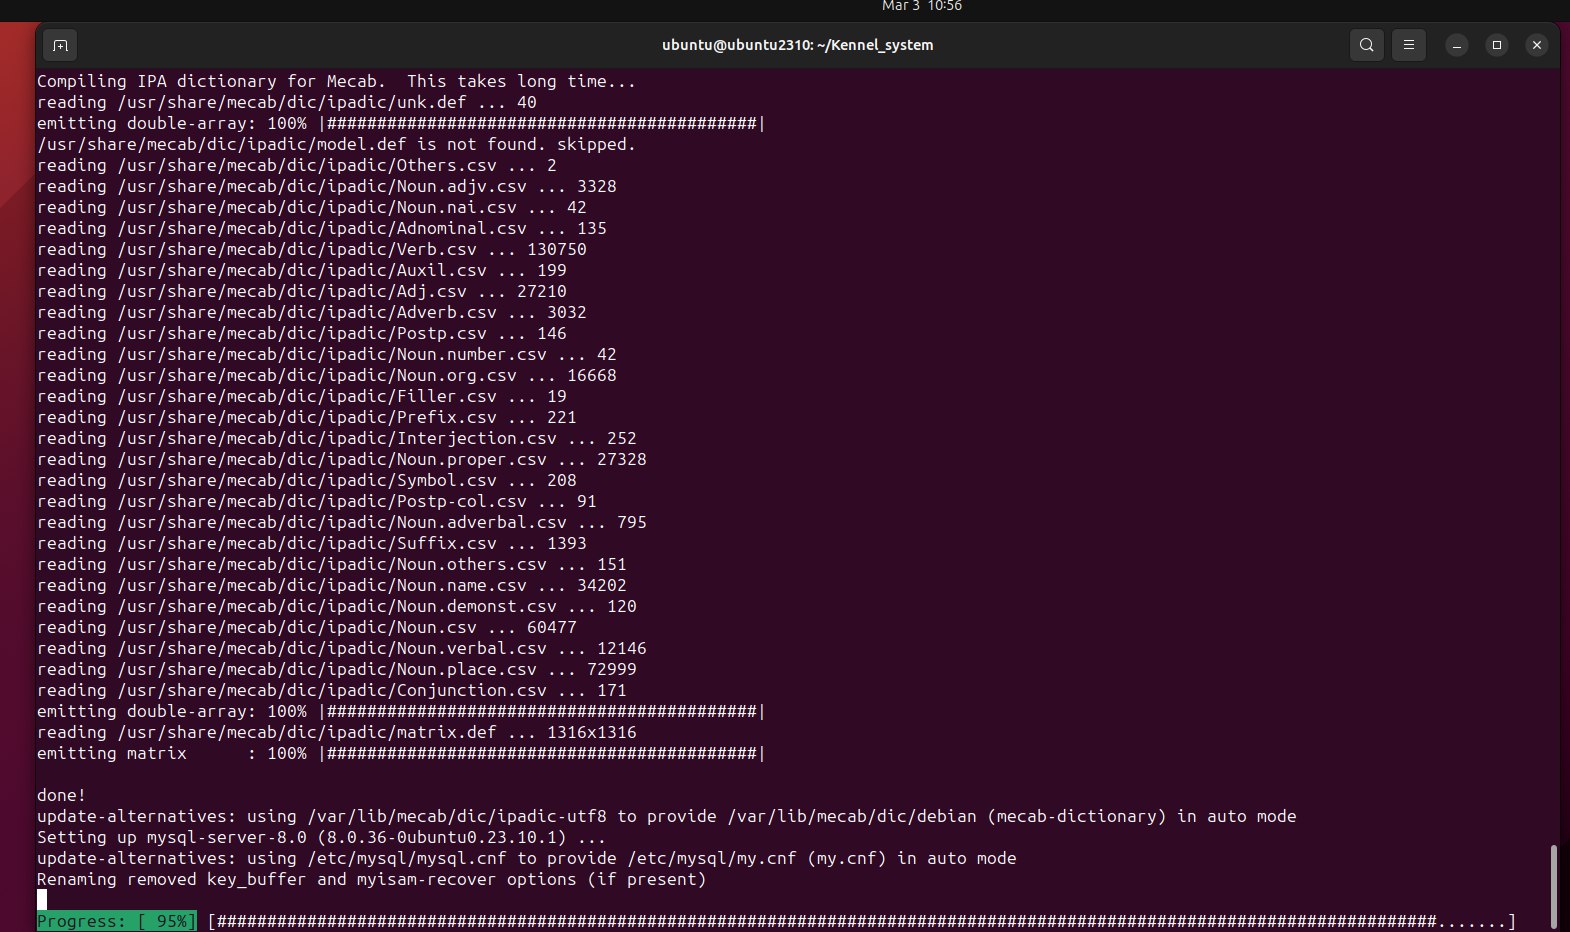 Mar 3 10:56
ubuntu@ubuntu2310: ~/Kennel_system
Compiling IPA dictionary for Mecab.  This takes long time...
reading /usr/share/mecab/dic/ipadic/unk.def ... 40
emitting double-array: 100% |###########################################|
/usr/share/mecab/dic/ipadic/model.def is not found. skipped.
reading /usr/share/mecab/dic/ipadic/Others.csv ... 2
reading /usr/share/mecab/dic/ipadic/Noun.adjv.csv ... 3328
reading /usr/share/mecab/dic/ipadic/Noun.nai.csv ... 42
reading /usr/share/mecab/dic/ipadic/Adnominal.csv ... 135
reading /usr/share/mecab/dic/ipadic/Verb.csv ... 130750
reading /usr/share/mecab/dic/ipadic/Auxil.csv ... 199
reading /usr/share/mecab/dic/ipadic/Adj.csv ... 27210
reading /usr/share/mecab/dic/ipadic/Adverb.csv ... 3032
reading /usr/share/mecab/dic/ipadic/Postp.csv ... 146
reading /usr/share/mecab/dic/ipadic/Noun.number.csv ... 42
reading /usr/share/mecab/dic/ipadic/Noun.org.csv ... 16668
reading /usr/share/mecab/dic/ipadic/Filler.csv ... 19
reading /usr/share/mecab/dic/ipadic/Prefix.csv ... 221
reading /usr/share/mecab/dic/ipadic/Interjection.csv ... 252
reading /usr/share/mecab/dic/ipadic/Noun.proper.csv ... 27328
reading /usr/share/mecab/dic/ipadic/Symbol.csv ... 208
reading /usr/share/mecab/dic/ipadic/Postp-col.csv ... 91
reading /usr/share/mecab/dic/ipadic/Noun.adverbal.csv ... 795
reading /usr/share/mecab/dic/ipadic/Suffix.csv ... 1393
reading /usr/share/mecab/dic/ipadic/Noun.others.csv ... 151
reading /usr/share/mecab/dic/ipadic/Noun.name.csv ... 34202
reading /usr/share/mecab/dic/ipadic/Noun.demonst.csv ... 120
reading /usr/share/mecab/dic/ipadic/Noun.csv ... 60477
reading /usr/share/mecab/dic/ipadic/Noun.verbal.csv ... 12146
reading /usr/share/mecab/dic/ipadic/Noun.place.csv ... 72999
reading /usr/share/mecab/dic/ipadic/Conjunction.csv ... 171
emitting double-array: 100% |###########################################|
reading /usr/share/mecab/dic/ipadic/matrix.def ... 1316x1316
emitting matrix      : 100% |###########################################|
done!
update-alternatives: using /var/lib/mecab/dic/ipadic-utf8 to provide /var/lib/mecab/dic/debian (mecab-dictionary) in auto mode
Setting up mysql-server-8.0 (8.0.36-0ubuntu0.23.10.1) ...
update-alternatives: using /etc/mysql/mysql.cnf to provide /etc/mysql/my.cnf (my.cnf) in auto mode
Renaming removed key_buffer and myisam-recover options (if present)
Progress: [ 95%] [##########################################################################################################################.......]